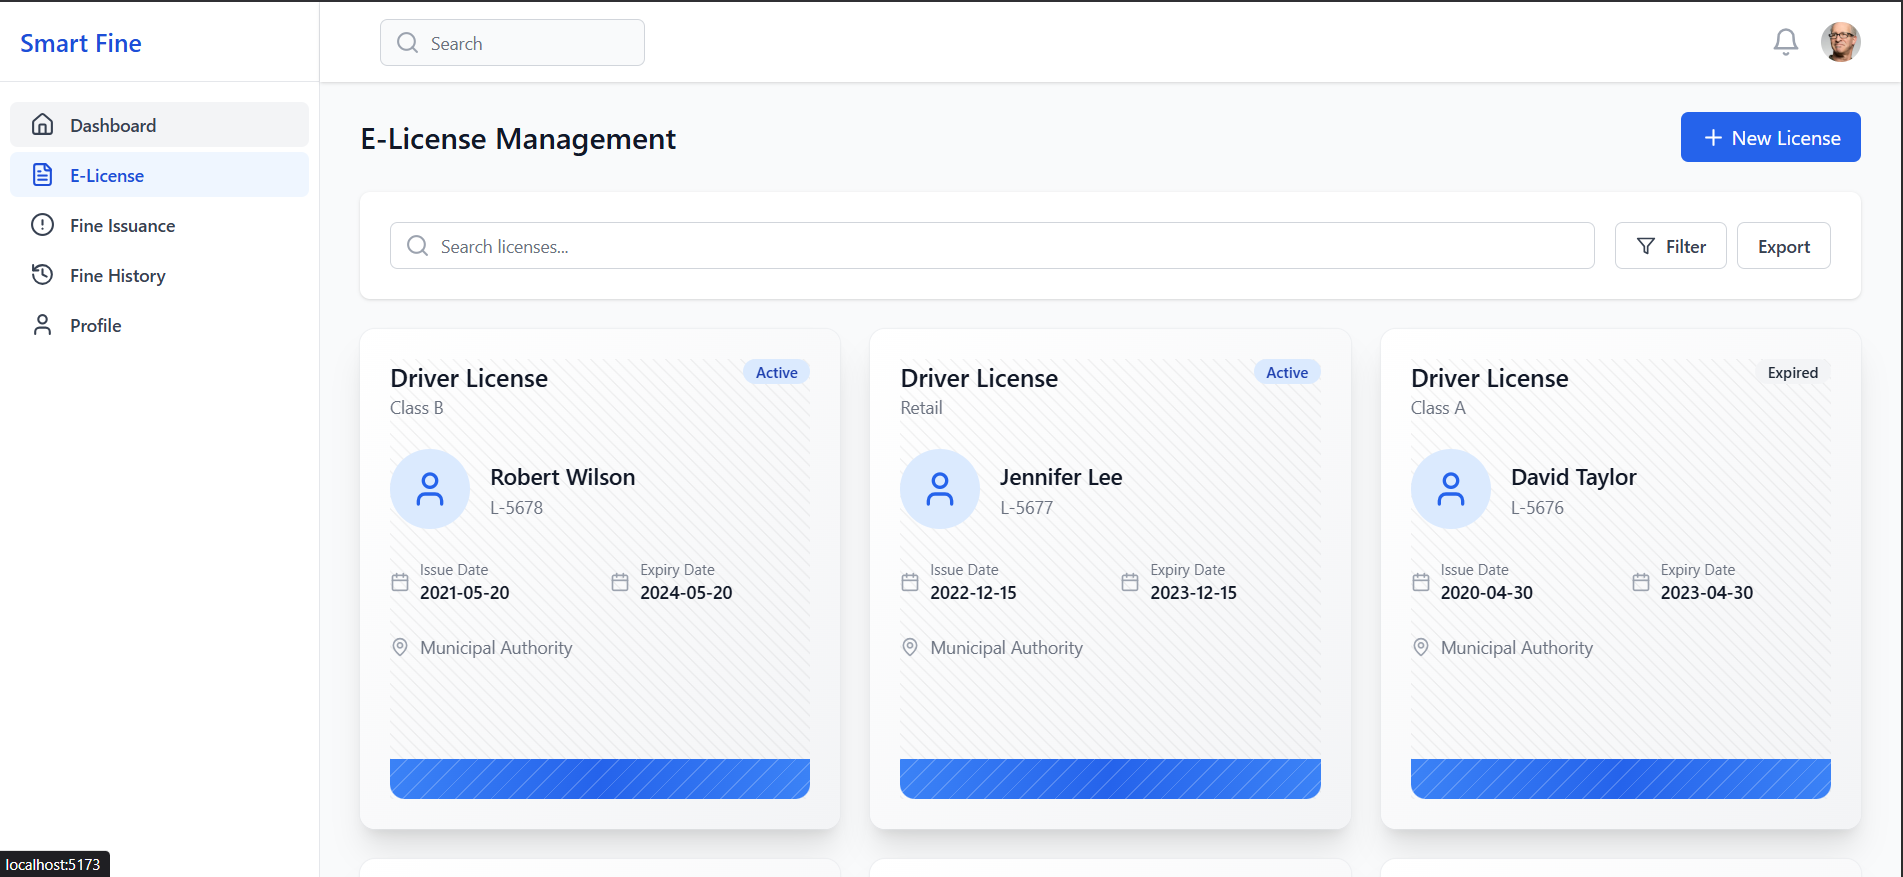 Smart Fine
Search
Dashboard
E-License
Fine Issuance
Fine History
Profile
E-License Management
New License
Search licenses...
Filter
Export
Driver License
Active
Class B
Robert Wilson
L-5678
Issue Date
2021-05-20
Expiry Date
2024-05-20
Municipal Authority
Driver License
Active
Retail
Jennifer Lee
L-5677
Issue Date
2022-12-15
Expiry Date
2023-12-15
Municipal Authority
Driver License
Expired
Class A
David Taylor
L-5676
Issue Date
2020-04-30
Expiry Date
2023-04-30
Municipal Authority
localhost:5173